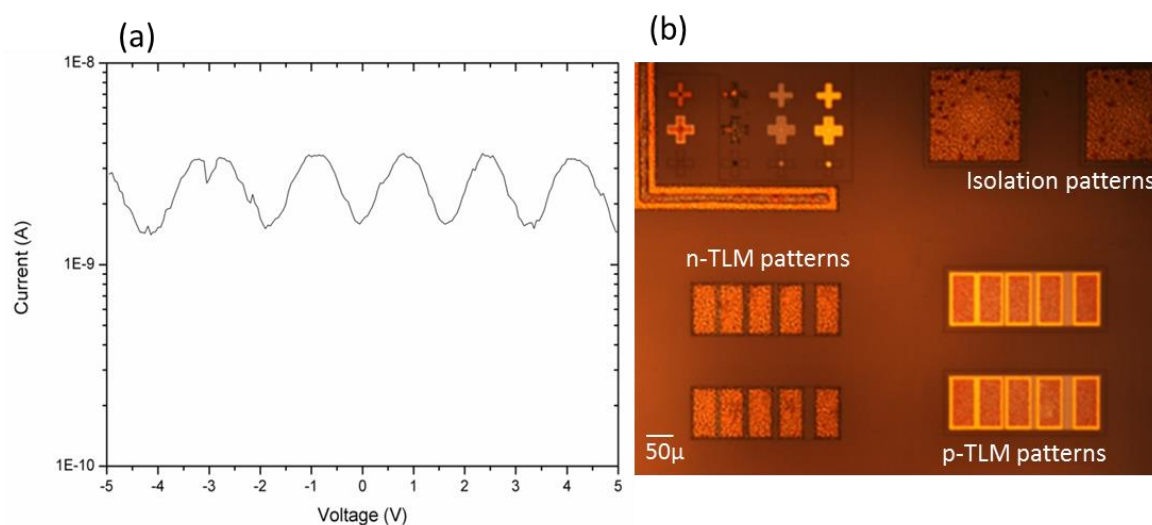 (a)
(b)
1E-8
1E-9
1E-10
Current (A)
-5 -4 -3 -2 -1 0 1 2 3 4 5
Voltage (V)
Isolation patterns
n-TLM patterns
50μ
p-TLM patterns